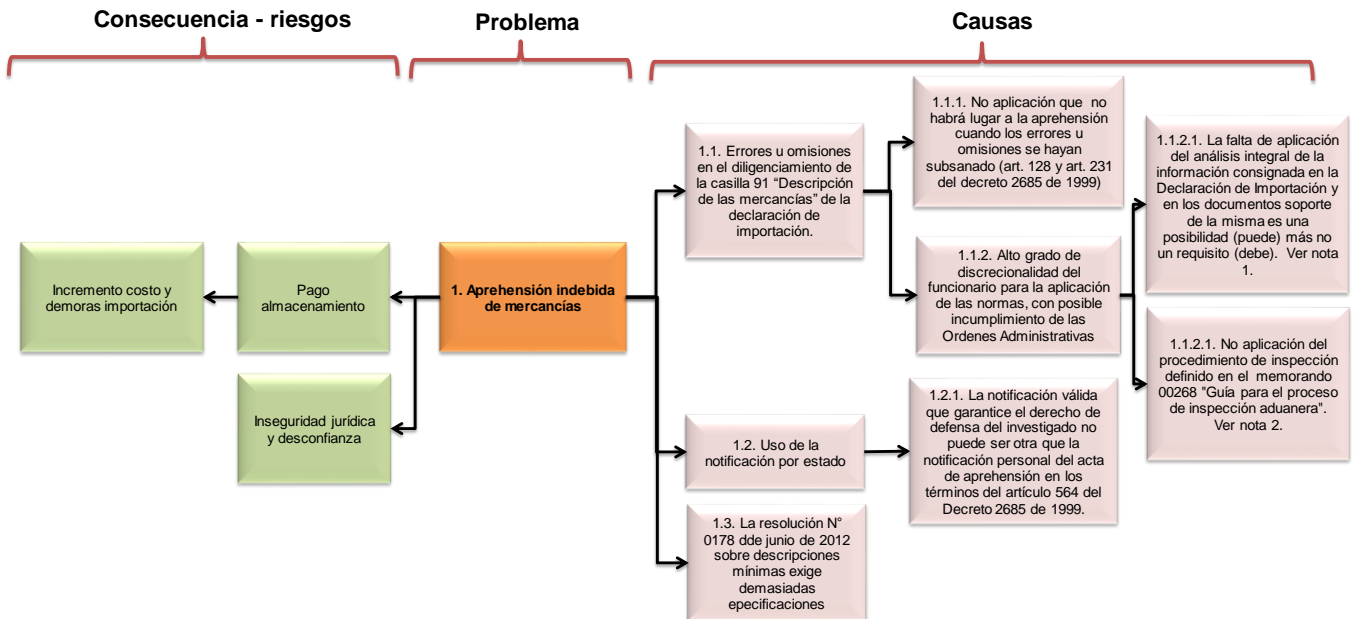 Consecuencia - riesgos
Problema
Causas
Incremento costo y
demoras importación
Pago
almacenamiento
Inseguridad jurídica
y desconfianza
1. Aprehensión indebida
de mercancías
1.1. Errores u omisiones
en el diligenciamiento de
la casilla 91 “Descripción
de las mercancías” de la
declaración de
importación.
1.1.1. No aplicación que no
habrá lugar a la aprehensión
cuando los errores u
omisiones se hayan
subsanado (art. 128 y art. 231
del decreto 2685 de 1999)
1.1.2. Alto grado de
discrecionalidad del
funcionario para la aplicación
de las normas, con posible
incumplimiento de las
Ordenes Administrativas
1.1.2.1. La falta de aplicación
del análisis integral de la
información consignada en la
Declaración de Importación y
en los documentos soporte
de la misma es una
posibilidad (puede) más no
un requisito (debe). Ver nota
1.
1.1.2.1. No aplicación del
procedimiento de inspección
definido en el memorando
00268 "Guía para el proceso
de inspección aduanera".
Ver nota 2.
1.2. Uso de la
notificación por estado
1.2.1. La notificación válida
que garantice el derecho de
defensa del investigado no
puede ser otra que la
notificación personal del acta
de aprehensión en los
términos del artículo 564 del
Decreto 2685 de 1999.
1.3. La resolución N°
0178 dde junio de 2012
sobre descripciones
mínimas exige
demasiadas
epecificaciones